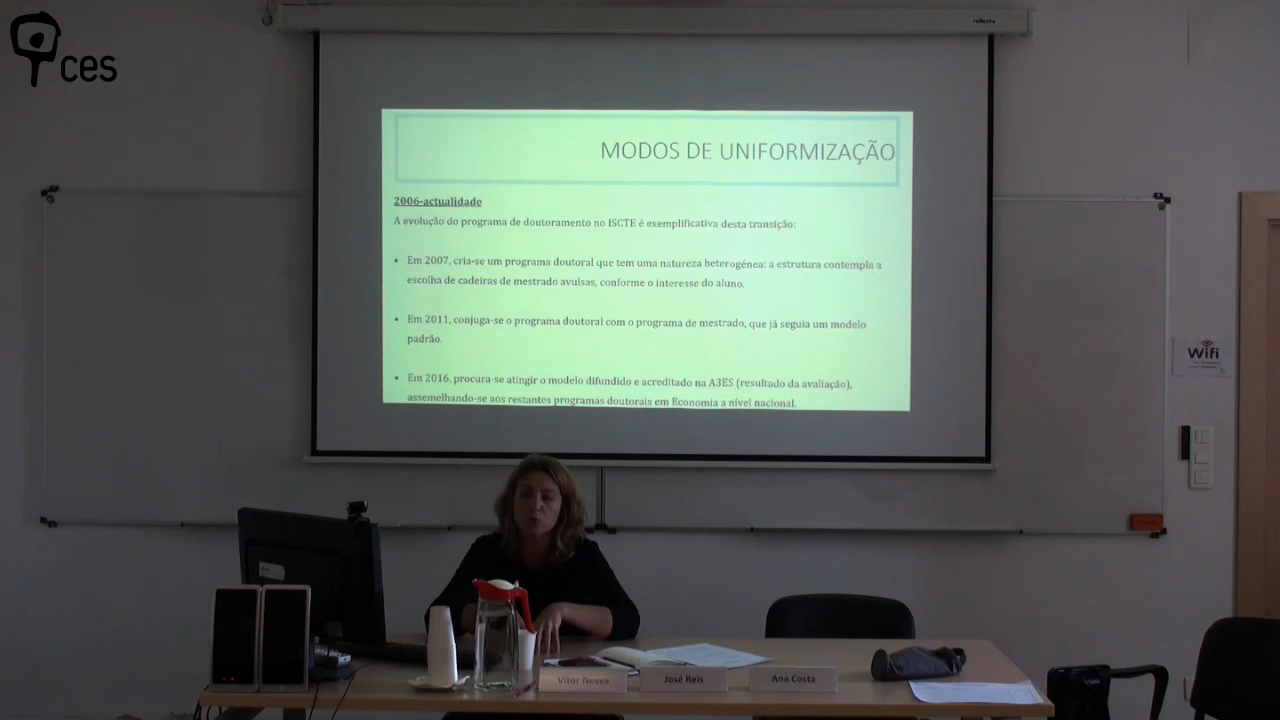 ces
reflecta
MODOS DE UNIFORMIZAÇÃO
2006-actualidade
A evolução do programa de doutoramento no ISCTE é exemplificativa desta transição:
• Em 2007, cria-se um programa doutoral que tem uma natureza heterogénea: a estrutura contempla a
escolha de cadeiras de mestrado avulsas, conforme o interesse do aluno.
• Em 2011, conjuga-se o programa doutoral com o programa de mestrado, que já seguia um modelo
padrão.
• Em 2016, procura-se atingir o modelo difundido e acreditado na A3ES (resultado da avaliação),
assemelhando-se aos restantes programas doutorais em Economia a nível nacional.
Wifi
Vitor Neves
José Reis
Ana Costa